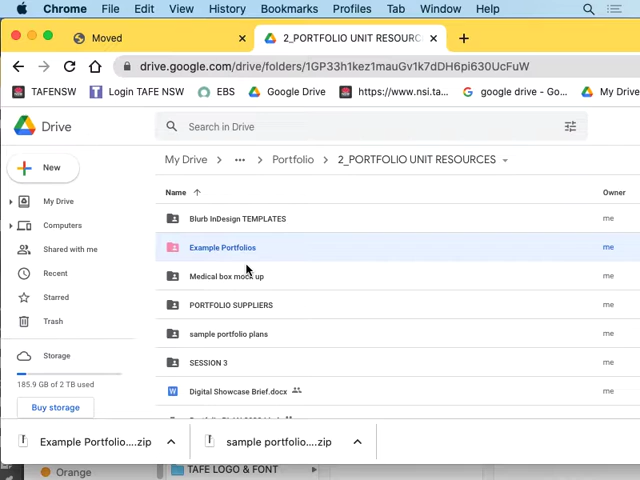 Chrome File Edit View History Bookmarks Profiles Tab Window Help
Moved
2_PORTFOLIO UNIT RESOURC
drive.google.com/drive/folders/1GP33h1kez1mauGv1k7dDH6pi630UcFuW
TAFENSW Login TAFE NSW EBS Google Drive https://www.nsi.ta... google drive - Go... My Drive
Drive
Search in Drive
New
My Drive ••• Portfolio 2_PORTFOLIO UNIT RESOURCES
Name Owner
My Drive
Computers
Shared with me
Recent
Starred
Trash
Storage
185.9 GB of 2 TB used
Buy storage
Blurb InDesign TEMPLATES me
Example Portfolios me
Medical box mock up me
PORTFOLIO SUPPLIERS me
sample portfolio plans me
SESSION 3 me
Digital Showcase Brief.docx me
Example Portfolio....zip
sample portfolio....zip
Orange
TAFE LOGO & FONT